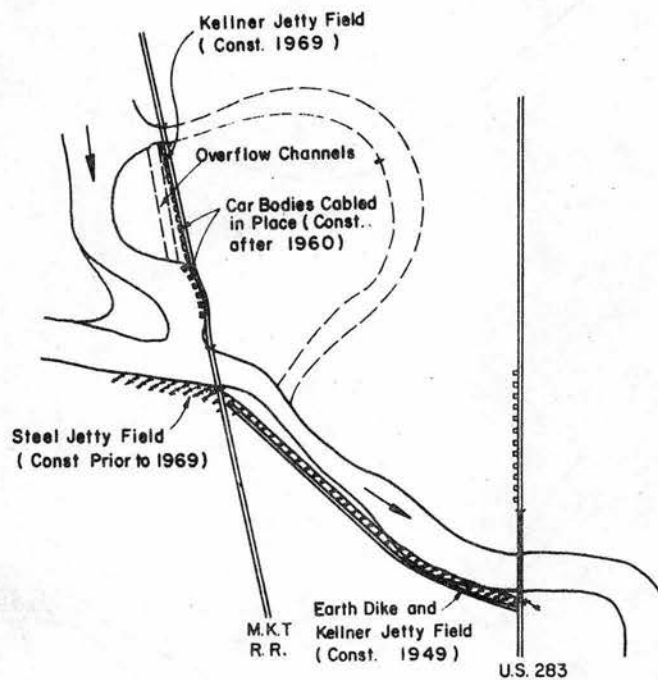 Kellner Jetty Field
( Const. 1969 )
Overflow Channels
Car Bodies Cabled
in Place ( Const.
after 1960)
Steel Jetty Field
( Const Prior to 1969)
M.K.T
R.R.
Earth Dike and
Kellner Jetty Field
( Const. 1949 )
U.S. 283